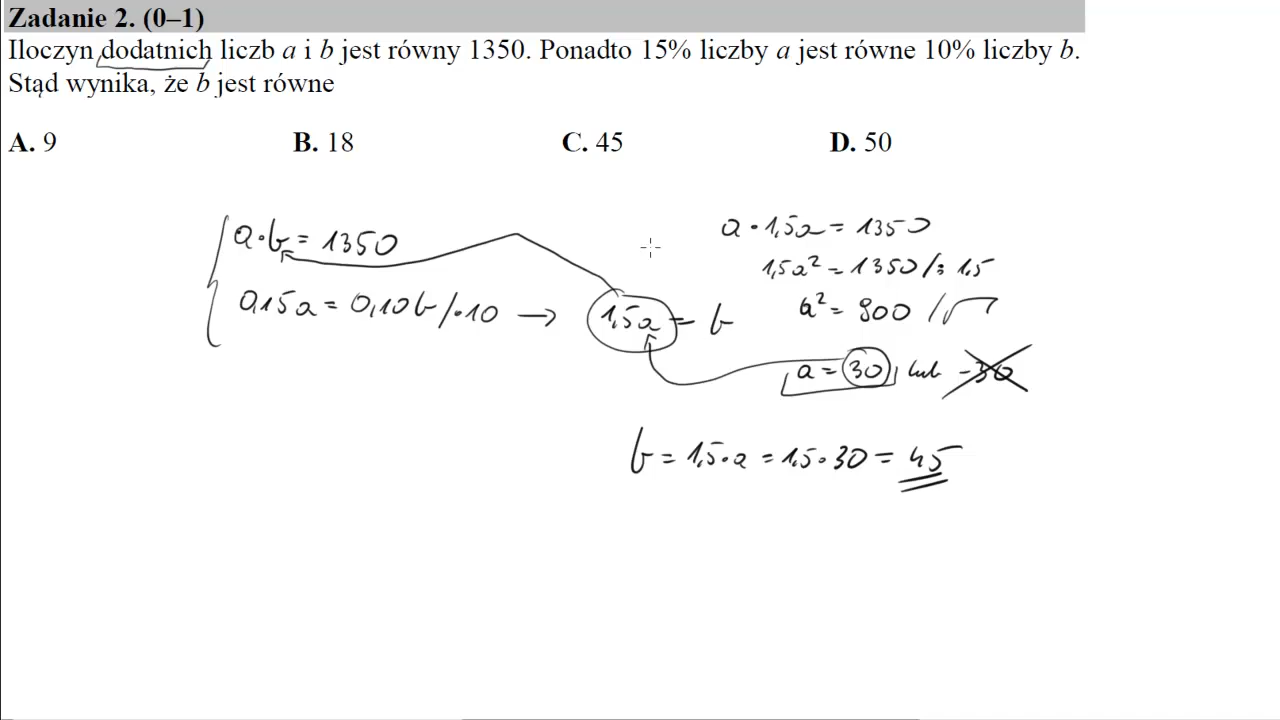 Zadanie 2. (0–1)
Iloczyn dodatnich liczb a i b jest równy 1350. Ponadto 15% liczby a jest równe 10% liczby b.
Stąd wynika, że b jest równe
A. 9 B. 18 C. 45 D. 50
a·b = 1350
0,15a = 0,10b /·10 → 1,5a = b
a·1,5a = 1350
1,5a² = 1350 /: 1,5
a² = 900 /√
a = 30 lub -30
b = 1,5·a = 1,5·30 = 45